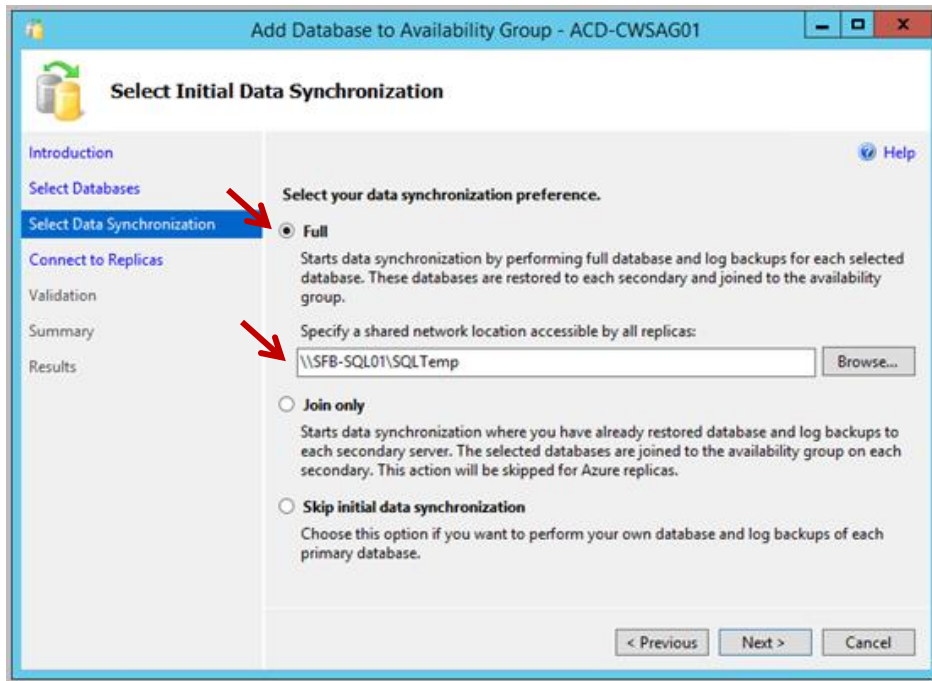 Add Database to Availability Group - ACD-CWSAG01
Select Initial Data Synchronization
Introduction
Select Databases
Select Data Synchronization
Connect to Replicas
Validation
Summary
Results
Help
Select your data synchronization preference.
Full
Starts data synchronization by performing full database and log backups for each selected
database. These databases are restored to each secondary and joined to the availability
group.
Specify a shared network location accessible by all replicas:
\\SFB-SQL01\SQLTemp
Browse...
Join only
Starts data synchronization where you have already restored database and log backups to
each secondary server. The selected databases are joined to the availability group on each
secondary. This action will be skipped for Azure replicas.
Skip initial data synchronization
Choose this option if you want to perform your own database and log backups of each
primary database.
< Previous
Next >
Cancel